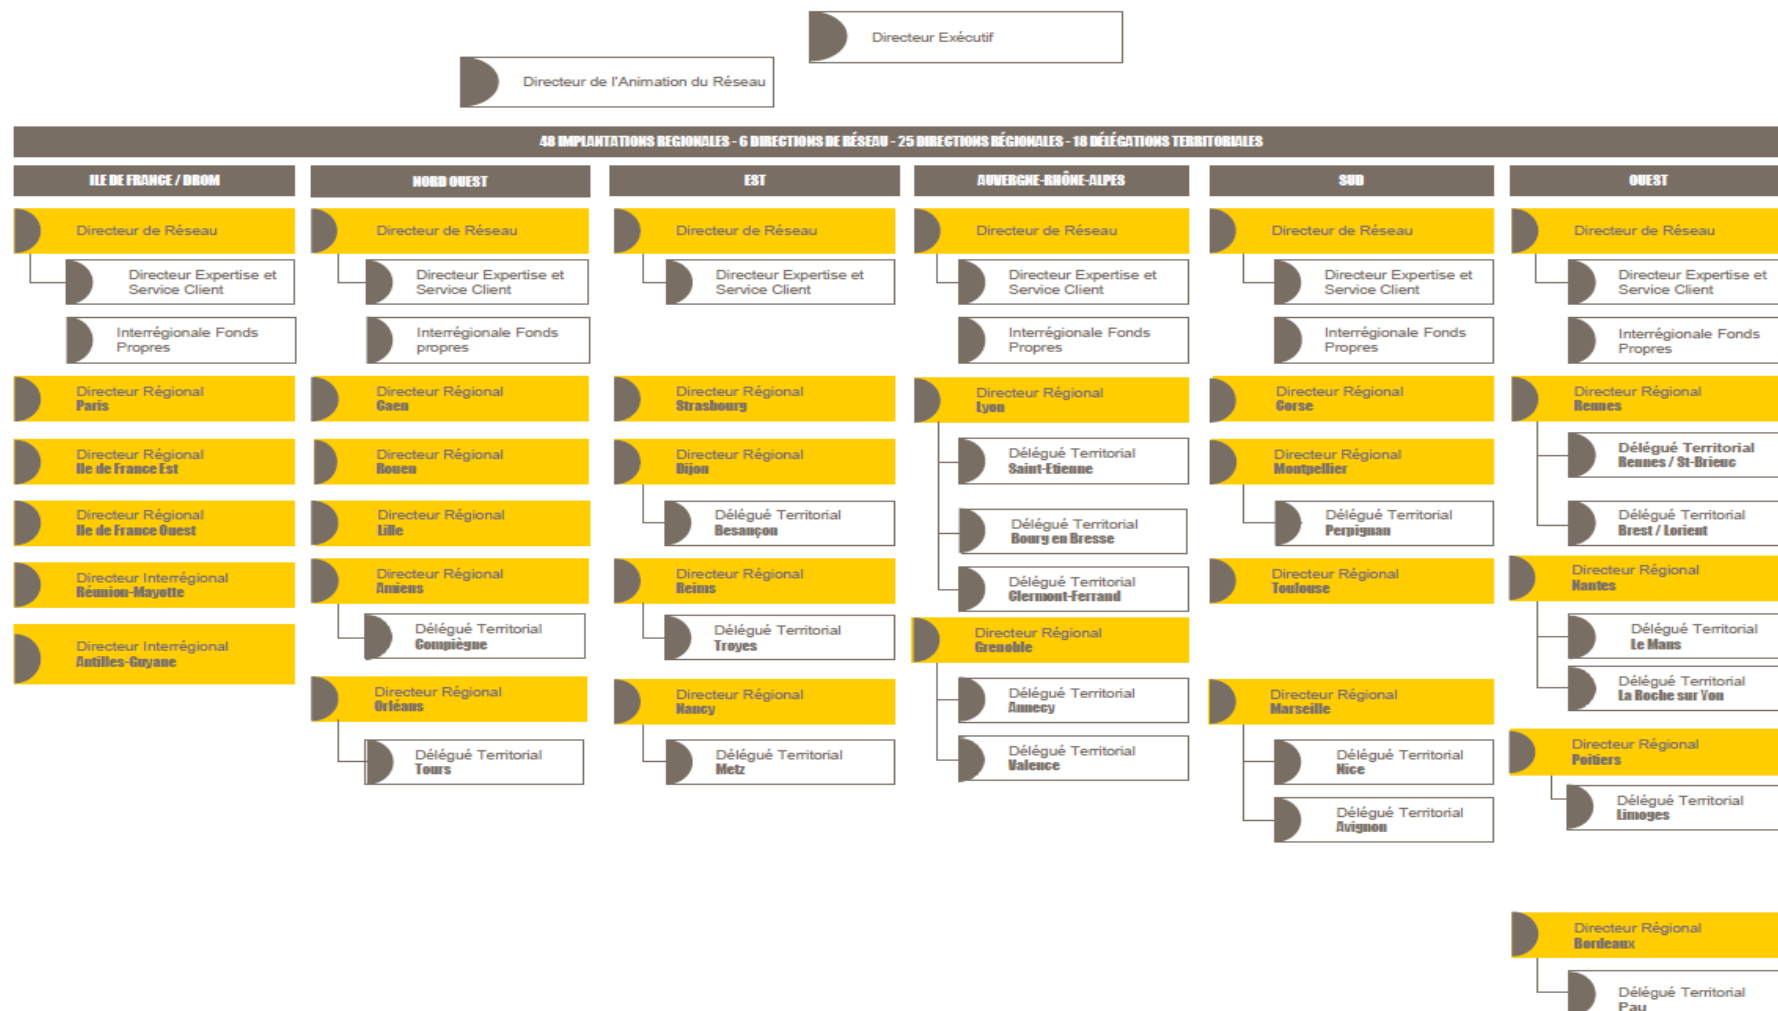 Directeur Exécutif
Directeur de l'Animation du Réseau
48 IMPLANTATIONS REGIONALES - 6 DIRECTIONS DE RÉSEAU - 25 DIRECTIONS RÉGIONALES - 18 DÉLÉGATIONS TERRITORIALES
ILE DE FRANCE / DROM
Directeur de Réseau
Directeur Expertise et
Service Client
Interrégionale Fonds
Propres
Directeur Régional
Paris
Directeur Régional
Ile de France Est
Directeur Régional
Ile de France Ouest
Directeur Interrégional
Réunion-Mayotte
Directeur Interrégional
Antilles-Guyane
NORD OUEST
Directeur de Réseau
Directeur Expertise et
Service Client
Interrégionale Fonds
propres
Directeur Régional
Caen
Directeur Régional
Rouen
Directeur Régional
Lille
Directeur Régional
Amiens
Délégué Territorial
Compiègne
Directeur Régional
Orléans
Délégué Territorial
Tours
EST
Directeur de Réseau
Directeur Expertise et
Service Client
Directeur Régional
Strasbourg
Directeur Régional
Dijon
Délégué Territorial
Besançon
Directeur Régional
Reims
Délégué Territorial
Troyes
Directeur Régional
Nancy
Délégué Territorial
Metz
AUVERGNE-RHÔNE-ALPES
Directeur de Réseau
Directeur Expertise et
Service Client
Interrégionale Fonds
Propres
Directeur Régional
Lyon
Délégué Territorial
Saint-Etienne
Délégué Territorial
Bourg en Bresse
Délégué Territorial
Clermont-Ferrand
Directeur Régional
Grenoble
Délégué Territorial
Annecy
Délégué Territorial
Valence
SUD
Directeur de Réseau
Directeur Expertise et
Service Client
Interrégionale Fonds
Propres
Directeur Régional
Corse
Directeur Régional
Montpellier
Délégué Territorial
Perpignan
Directeur Régional
Toulouse
Directeur Régional
Marseille
Délégué Territorial
Nice
Délégué Territorial
Avignon
OUEST
Directeur de Réseau
Directeur Expertise et
Service Client
Interrégionale Fonds
Propres
Directeur Régional
Rennes
Délégué Territorial
Rennes / St-Brieuc
Délégué Territorial
Brest / Lorient
Directeur Régional
Nantes
Délégué Territorial
Le Mans
Délégué Territorial
La Roche sur Yon
Directeur Régional
Poitiers
Délégué Territorial
Limoges
Directeur Régional
Bordeaux
Délégué Territorial
Pau